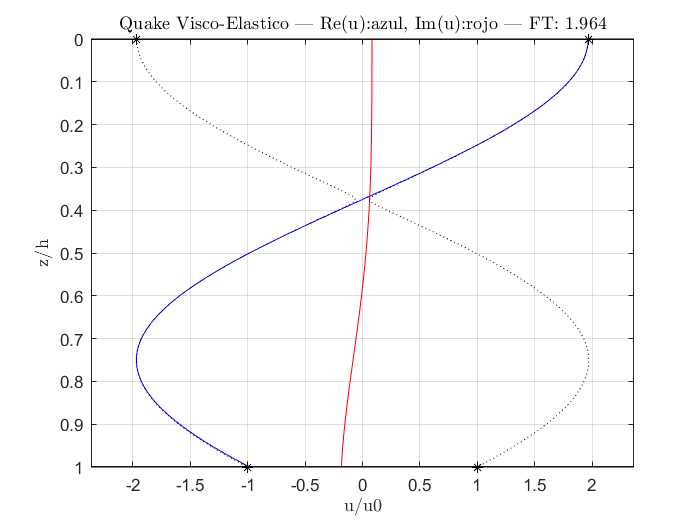 Quake Visco-Elastico — Re(u):azul, Im(u):rojo — FT: 1.964
0
0.1
0.2
0.3
0.4
0.5
0.6
0.7
0.8
0.9
1
z/h
-2 -1.5 -1 -0.5 0 0.5 1 1.5 2
u/u0